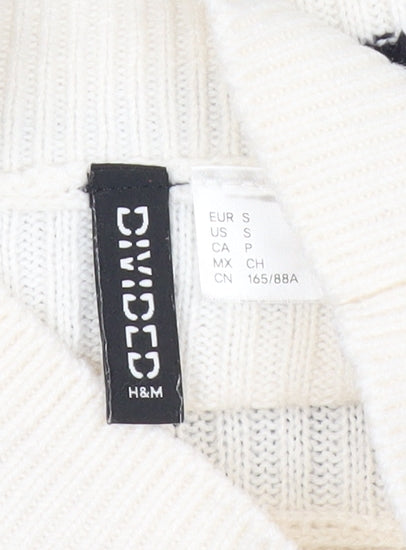 DIVIDED
H&M
EUR S
US S
CA P
MX CH
CN 165/88A